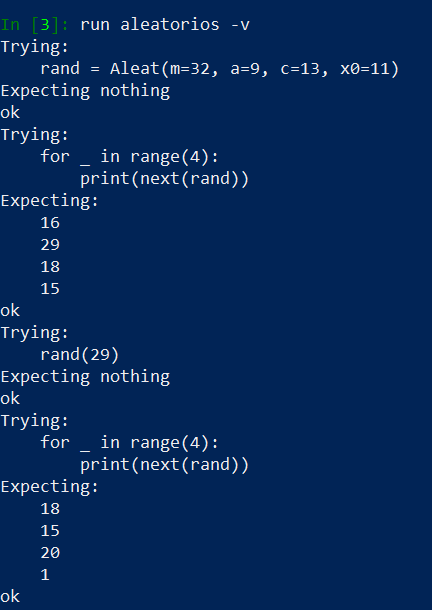 In [3]: run aleatorios -v
Trying:
    rand = Aleat(m=32, a=9, c=13, x0=11)
Expecting nothing
ok
Trying:
    for _ in range(4):
        print(next(rand))
Expecting:
    16
    29
    18
    15
ok
Trying:
    rand(29)
Expecting nothing
ok
Trying:
    for _ in range(4):
        print(next(rand))
Expecting:
    18
    15
    20
    1
ok